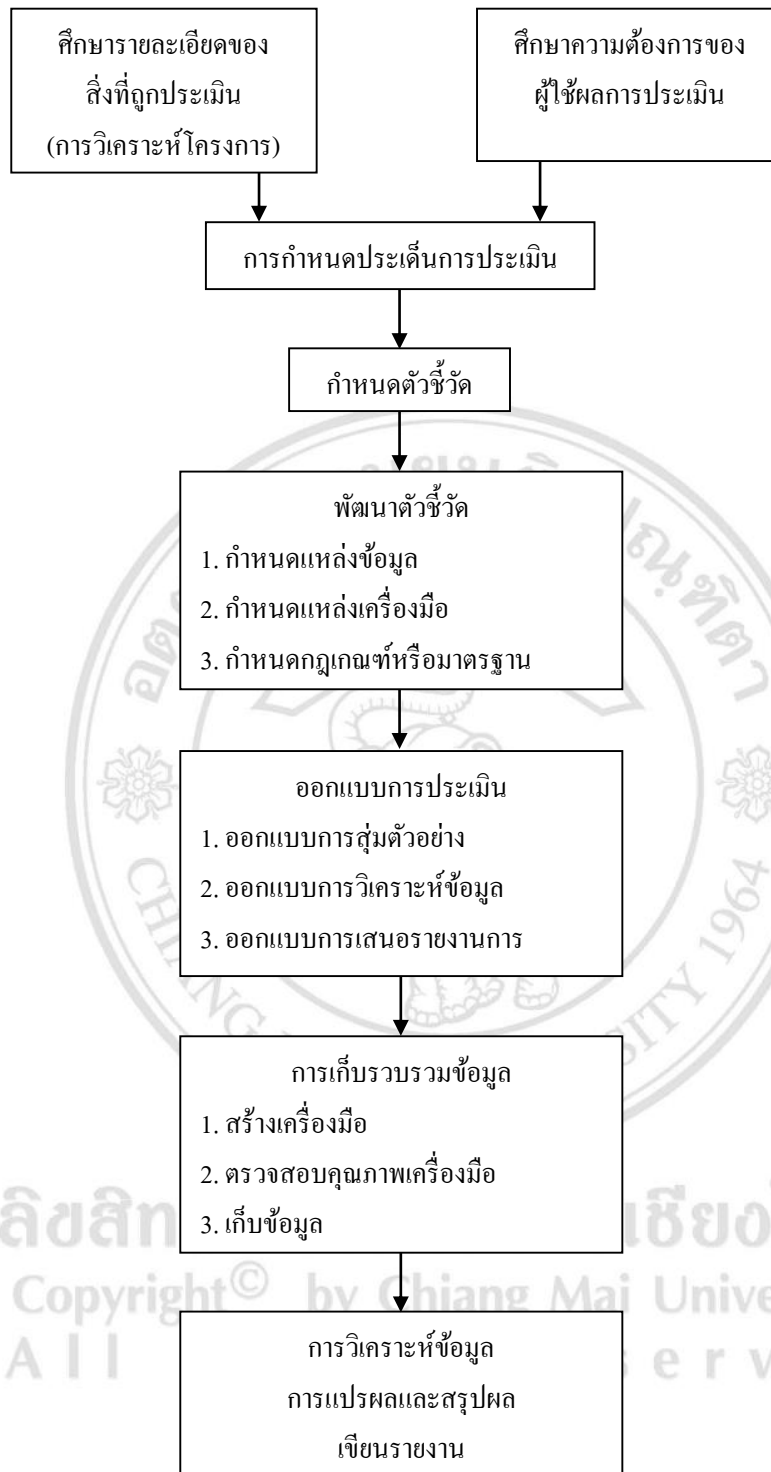 ศึกษารายละเอียดของ
สิ่งที่ถูกประเมิน
(การวิเคราะห์โครงการ)
ศึกษาความต้องการของ
ผู้ใช้ผลการประเมิน
การกำหนดประเด็นการประเมิน
กำหนดตัวชี้วัด
พัฒนาตัวชี้วัด
1. กำหนดแหล่งข้อมูล
2. กำหนดแหล่งเครื่องมือ
3. กำหนดกฎเกณฑ์หรือมาตรฐาน
ออกแบบการประเมิน
1. ออกแบบการสุ่มตัวอย่าง
2. ออกแบบการวิเคราะห์ข้อมูล
3. ออกแบบการเสนอรายงานการ
การเก็บรวบรวมข้อมูล
1. สร้างเครื่องมือ
2. ตรวจสอบคุณภาพเครื่องมือ
3. เก็บข้อมูล
Copyright© by Chiang Mai
All
การวิเคราะห์ข้อมูล
การแปรผลและสรุปผล
เขียนรายงาน
1964